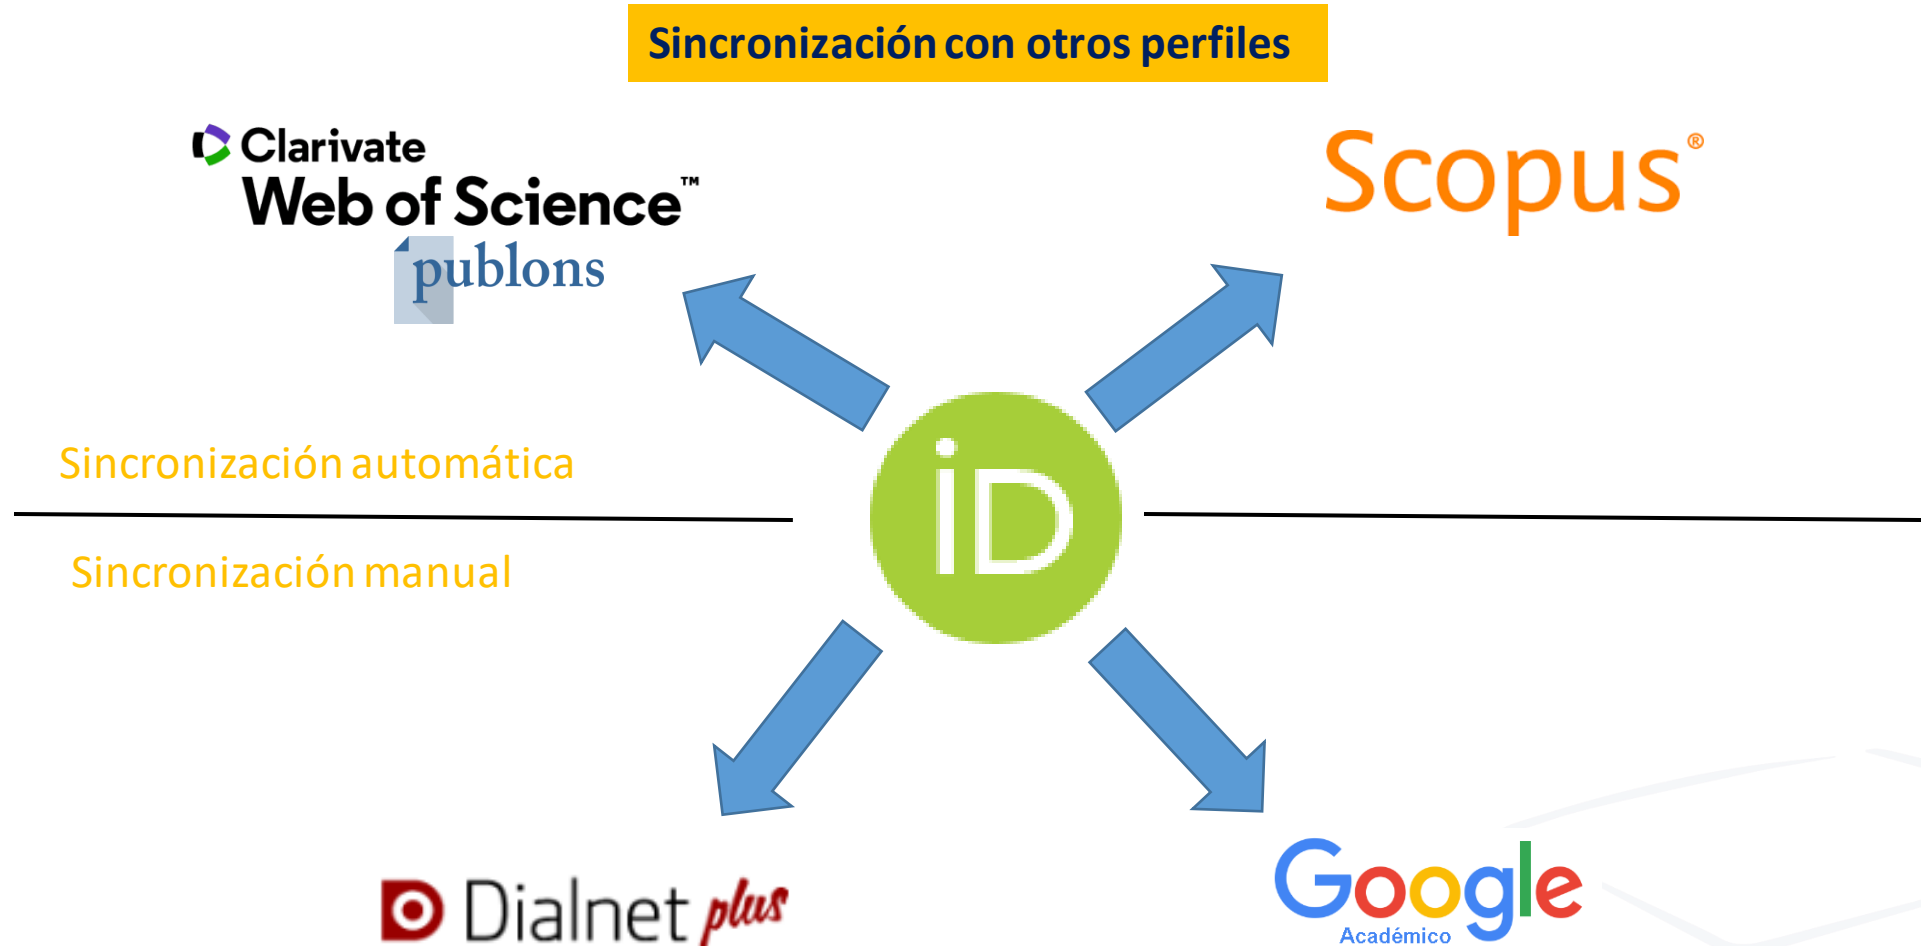 Sincronización con otros perfiles
Clarivate
Web of Science™
publons
Scopus®
Sincronización automática
iD
Sincronización manual
Dialnet plus
Google
Académico